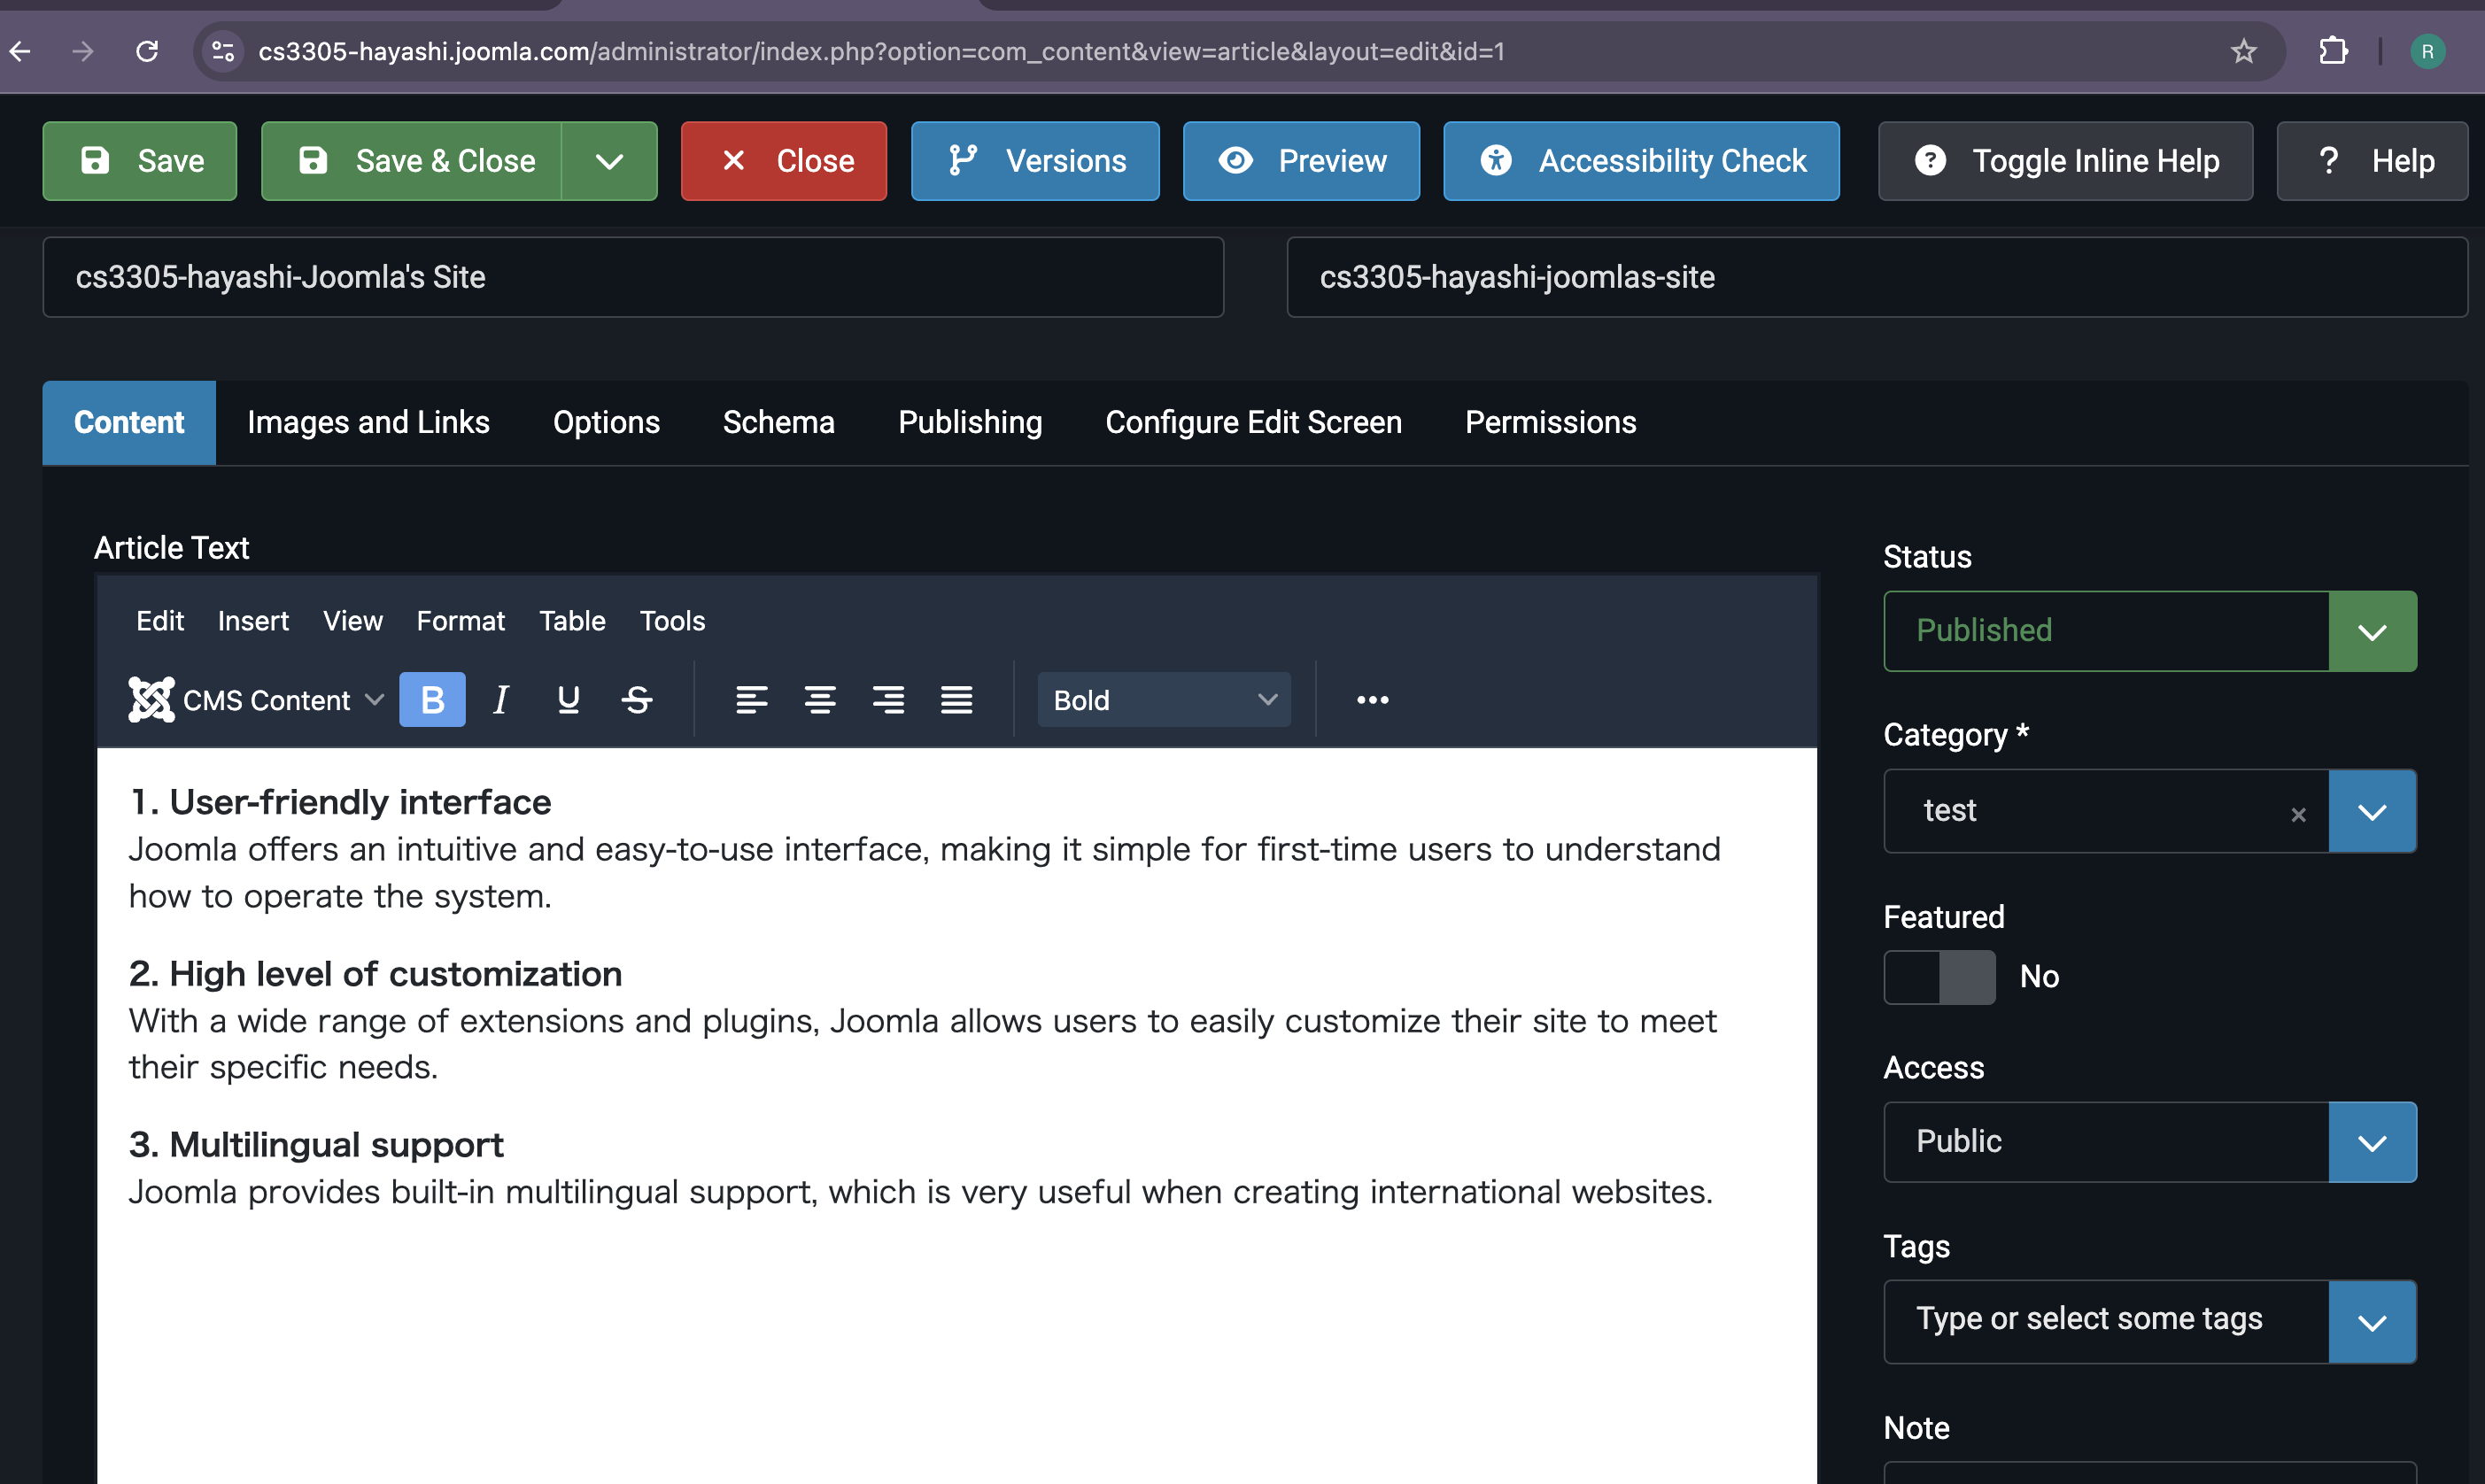 cs3305-hayashi.joomla.com/administrator/index.php?option=com_content&view=article&layout=edit&id=1
R
Save
Save & Close
Close
Versions
Preview
Accessibility Check
Toggle Inline Help
? Help
cs3305-hayashi-Joomla's Site
cs3305-hayashi-joomlas-site
Content
Images and Links
Options
Schema
Publishing
Configure Edit Screen
Permissions
Article Text
Edit Insert View Format Table Tools
CMS Content B I U S Bold
1. User-friendly interface
Joomla offers an intuitive and easy-to-use interface, making it simple for first-time users to understand
how to operate the system.
2. High level of customization
With a wide range of extensions and plugins, Joomla allows users to easily customize their site to meet
their specific needs.
3. Multilingual support
Joomla provides built-in multilingual support, which is very useful when creating international websites.
Status
Published
Category *
test
Featured
No
Access
Public
Tags
Type or select some tags
Note